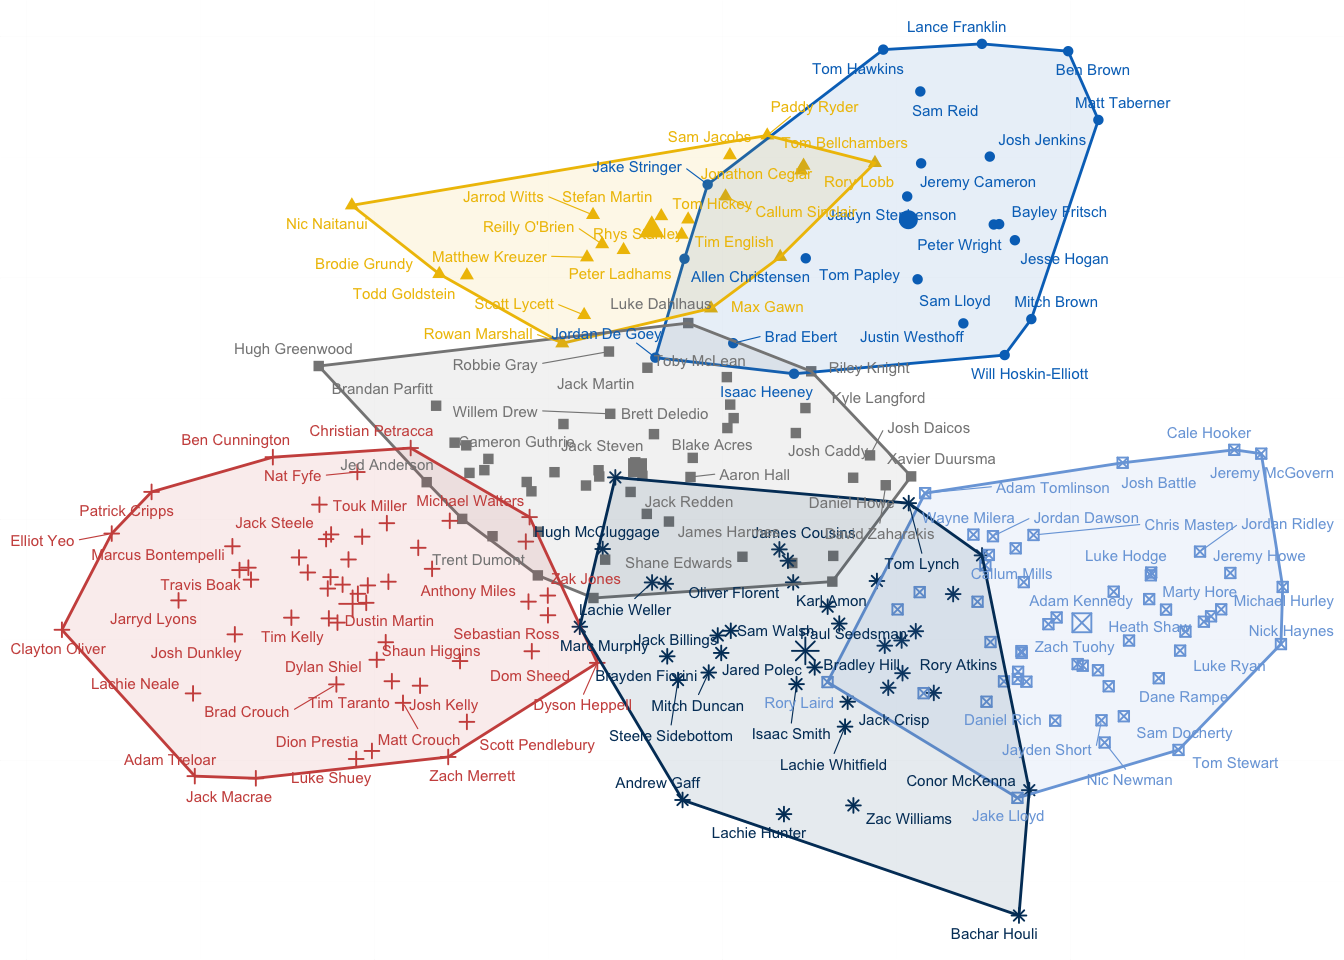 Lance Franklin
Tom Hawkins
Ben Brown
Matt Taberner
Paddy Ryder
Sam Reid
Sam Jacobs
Tom Bellchambers
Josh Jenkins
Jake Stringer
Jonathon Ceglar
Rory Lobb
Jeremy Cameron
Jarrod Witts
Stefan Martin
Tom Hickey
Callum Sinclair
Jaidyn Stephenson
Bayley Fritsch
Nic Naitanui
Reilly O'Brien
Rhys Stanley
Tim English
Peter Wright
Brodie Grundy
Matthew Kreuzer
Peter Ladhams
Allen Christensen
Tom Papley
Jesse Hogan
Todd Goldstein
Scott Lycett
Luke Dahlhaus
Max Gawn
Sam Lloyd
Mitch Brown
Rowan Marshall
Jordan De Goey
Brad Ebert
Justin Westhoff
Hugh Greenwood
Robbie Gray
Toby McLean
Riley Knight
Will Hoskin-Elliott
Brandan Parfitt
Jack Martin
Isaac Heeney
Kyle Langford
Willem Drew
Brett Deledio
Josh Daicos
Ben Cunnington
Christian Petracca
Cameron Guthrie
Jack Steven
Blake Acres
Josh Caddy
Xavier Duursma
Cale Hooker
Nat Fyfe
Jed Anderson
Aaron Hall
Adam Tomlinson
Josh Battle
Jeremy McGovern
Patrick Cripps
Touk Miller
Michael Walters
Jack Redden
Daniel Howe
Elliot Yeo
Jack Steele
Hugh McCluggage
James Harmes
James Cousins
David Zaharakis
Wayne Milera
Jordan Dawson
Chris Masten
Jordan Ridley
Marcus Bontempelli
Trent Dumont
Shane Edwards
Tom Lynch
Callum Mills
Luke Hodge
Jeremy Howe
Travis Boak
Anthony Miles
Zak Jones
Lachie Weller
Oliver Florent
Karl Amon
Adam Kennedy
Marty Hore
Michael Hurley
Jarryd Lyons
Tim Kelly
Dustin Martin
Sebastian Ross
Marc Murphy
Jack Billings
Sam Walsh
Paul Seedsman
Heath Shaw
Nick Haynes
Clayton Oliver
Josh Dunkley
Shaun Higgins
Zach Tuohy
Lachie Neale
Dylan Shiel
Dom Sheed
Brayden Fiorini
Jared Polec
Bradley Hill
Rory Atkins
Luke Ryan
Brad Crouch
Tim Taranto
Josh Kelly
Dyson Heppell
Mitch Duncan
Rory Laird
Dane Rampe
Dion Prestia
Matt Crouch
Scott Pendlebury
Steele Sidebottom
Isaac Smith
Jack Crisp
Daniel Rich
Sam Docherty
Adam Treloar
Luke Shuey
Zach Merrett
Lachie Whitfield
Jayden Short
Tom Stewart
Jack Macrae
Andrew Gaff
Conor McKenna
Nic Newman
Lachie Hunter
Zac Williams
Jake Lloyd
Bachar Houli